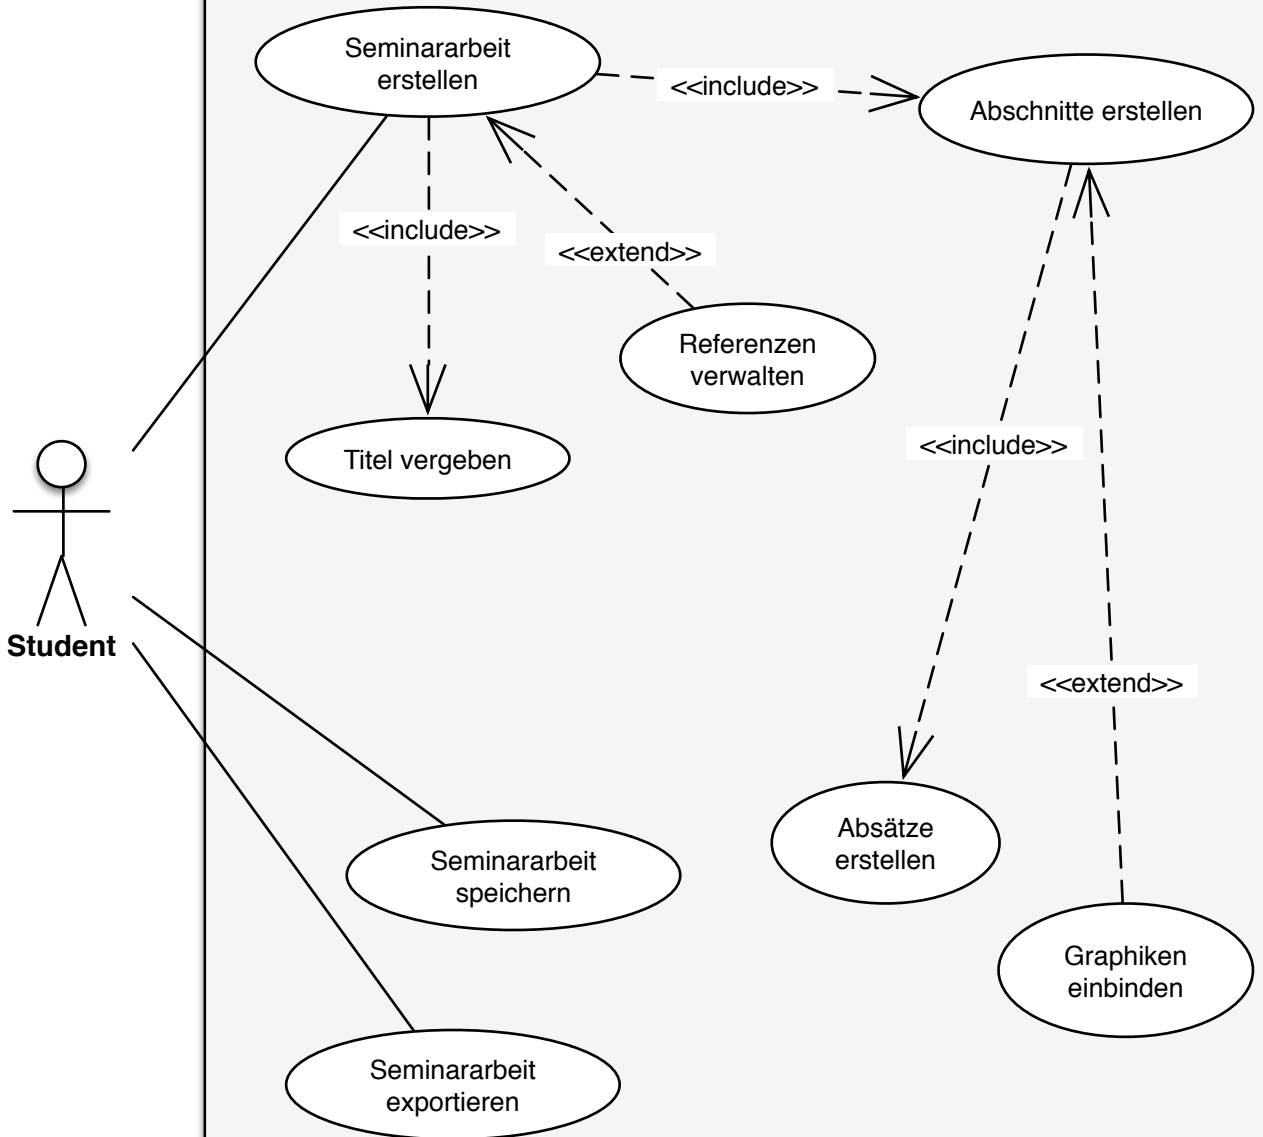 Seminararbeit
erstellen
<<include>>
Abschnitte erstellen
<<include>>
<<extend>>
Referenzen
verwalten
Titel vergeben
<<include>>
Student
<<extend>>
Absätze
erstellen
Seminararbeit
speichern
Graphiken
einbinden
Seminararbeit
exportieren